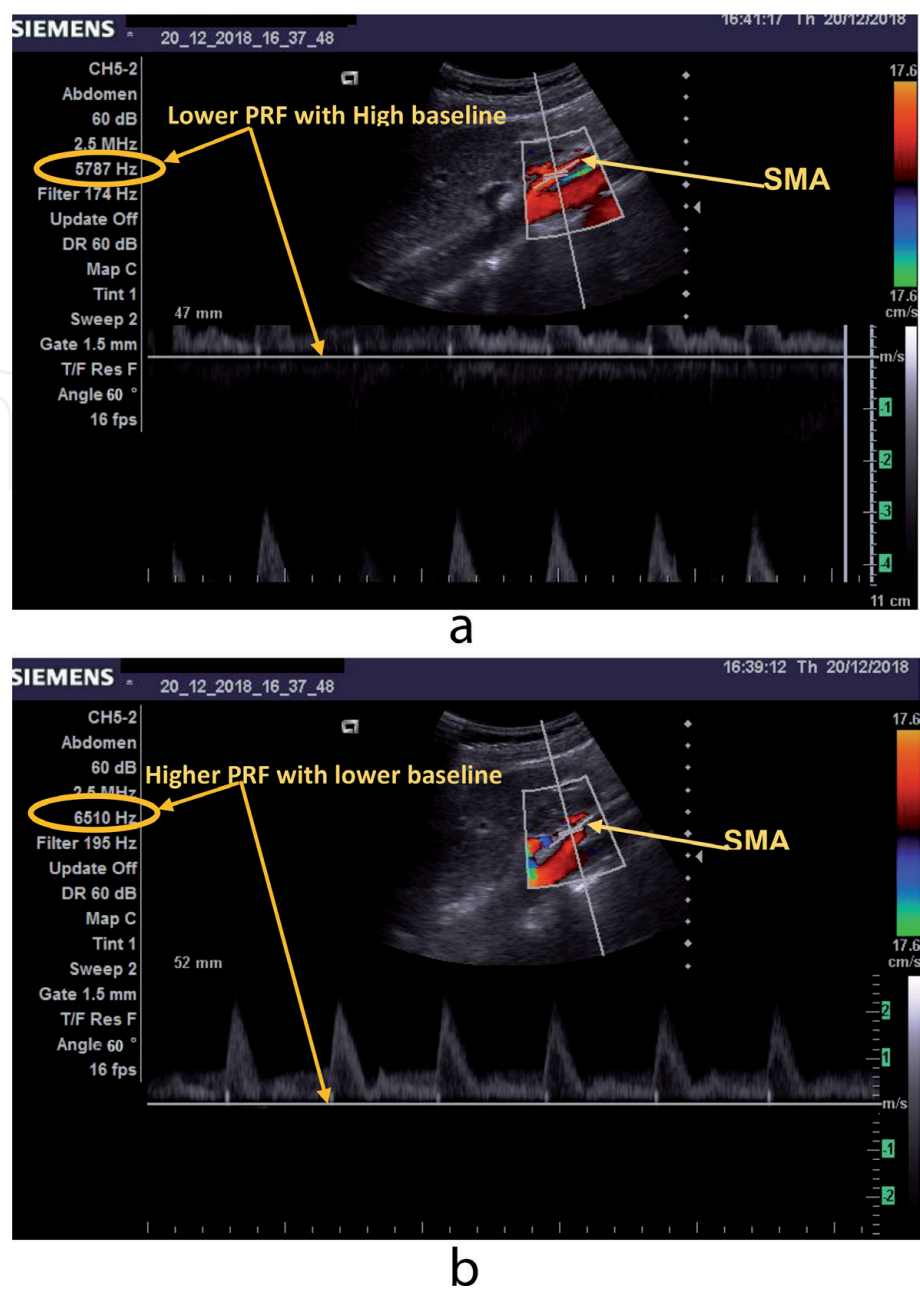 SIEMENS
20_12_2018_16_37_48
16:41:17 Th 20/12/2018
CH5-2
Abdomen
60 dB
2.5 MHz
5787 Hz
Filter 174 Hz
Update Off
DR 60 dB
Map C
Tint 1
Sweep 2
Gate 1.5 mm
T/F Res F
Angle 60 °
16 fps
Lower PRF with High baseline
SMA
17.6
17.6
cm/s
47 mm
m/s
-1
-2
-3
-4
11 cm
a
SIEMENS
20_12_2018_16_37_48
16:39:12 Th 20/12/2018
CH5-2
Abdomen
60 dB
2.5 MHz
6510 Hz
Filter 195 Hz
Update Off
DR 60 dB
Map C
Tint 1
Sweep 2
Gate 1.5 mm
T/F Res F
Angle 60 °
16 fps
Higher PRF with lower baseline
SMA
17.6
17.6
cm/s
52 mm
2
1
m/s
-1
-2
b